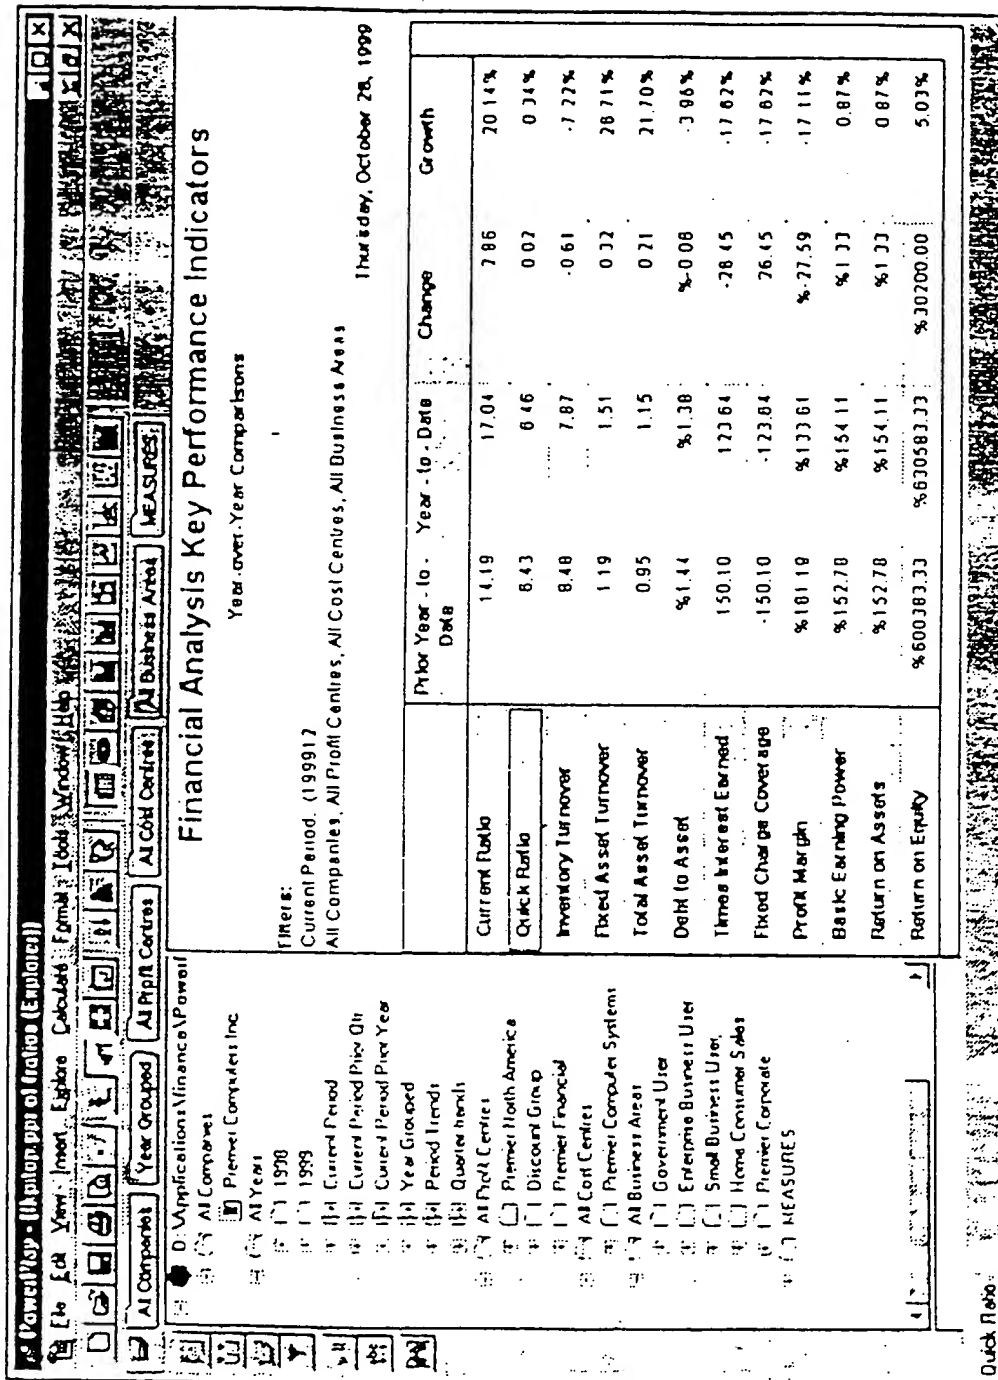 File Edit View Insert Explore Calculate Format Tools Window Help
All Companies Year Grouped All Profit Centres All Cost Centres All Business Areas MEASURES
D:\Applications\finance\Powerf
All Companies
Premier Computers Inc
All Years
1998
1999
Current Period
Current Period Prior Qtr
Current Period Prior Year
Year Grouped
Period Trends
Quarter trends
All Profit Centres
Premier North America
Discount Group
Premier Financial
All Cost Centres
Premier Computer Systems
All Business Areas
Government User
Enterprise Business User
Small Business User
Home Consumer Sales
Premier Corporate
MEASURES
Financial Analysis Key Performance Indicators
Year-over-Year Comparisons
Thursday, October 28, 1999
Filters:
Current Period. (199912
All Companies, All Profit Centres, All Cost Centres, All Business Areas
Prior Year - to - Date Year - to - Date Change Growth
Current Ratio 14.19 17.04 2 86 20 14%
Quick Ratio 6.43 6 46 0 02 0 34%
Inventory Turnover 8.48 7.87 -0 61 -7 22%
Fixed Asset Turnover 1 19 1.51 0 32 28 71%
Total Asset Turnover 0.95 1.15 0 21 21.70%
Debt to Asset %1.44 %1.38 %-0 08 -3 96%
Times Interest Earned 150.10 123 64 -28 45 -17 62%
Fixed Charge Coverage -150.10 -123.64 26.45 -17 62%
Profit Margin %161 19 %133 61 %-27.59 -17 11%
Basic Earning Power %152.78 %154 11 %1 33 0.87%
Return on Assets %152 78 %154.11 %1 33 0 87%
Return on Equity %600383.33 %630583.33 %30200.00 5.03%
Quick Ratio